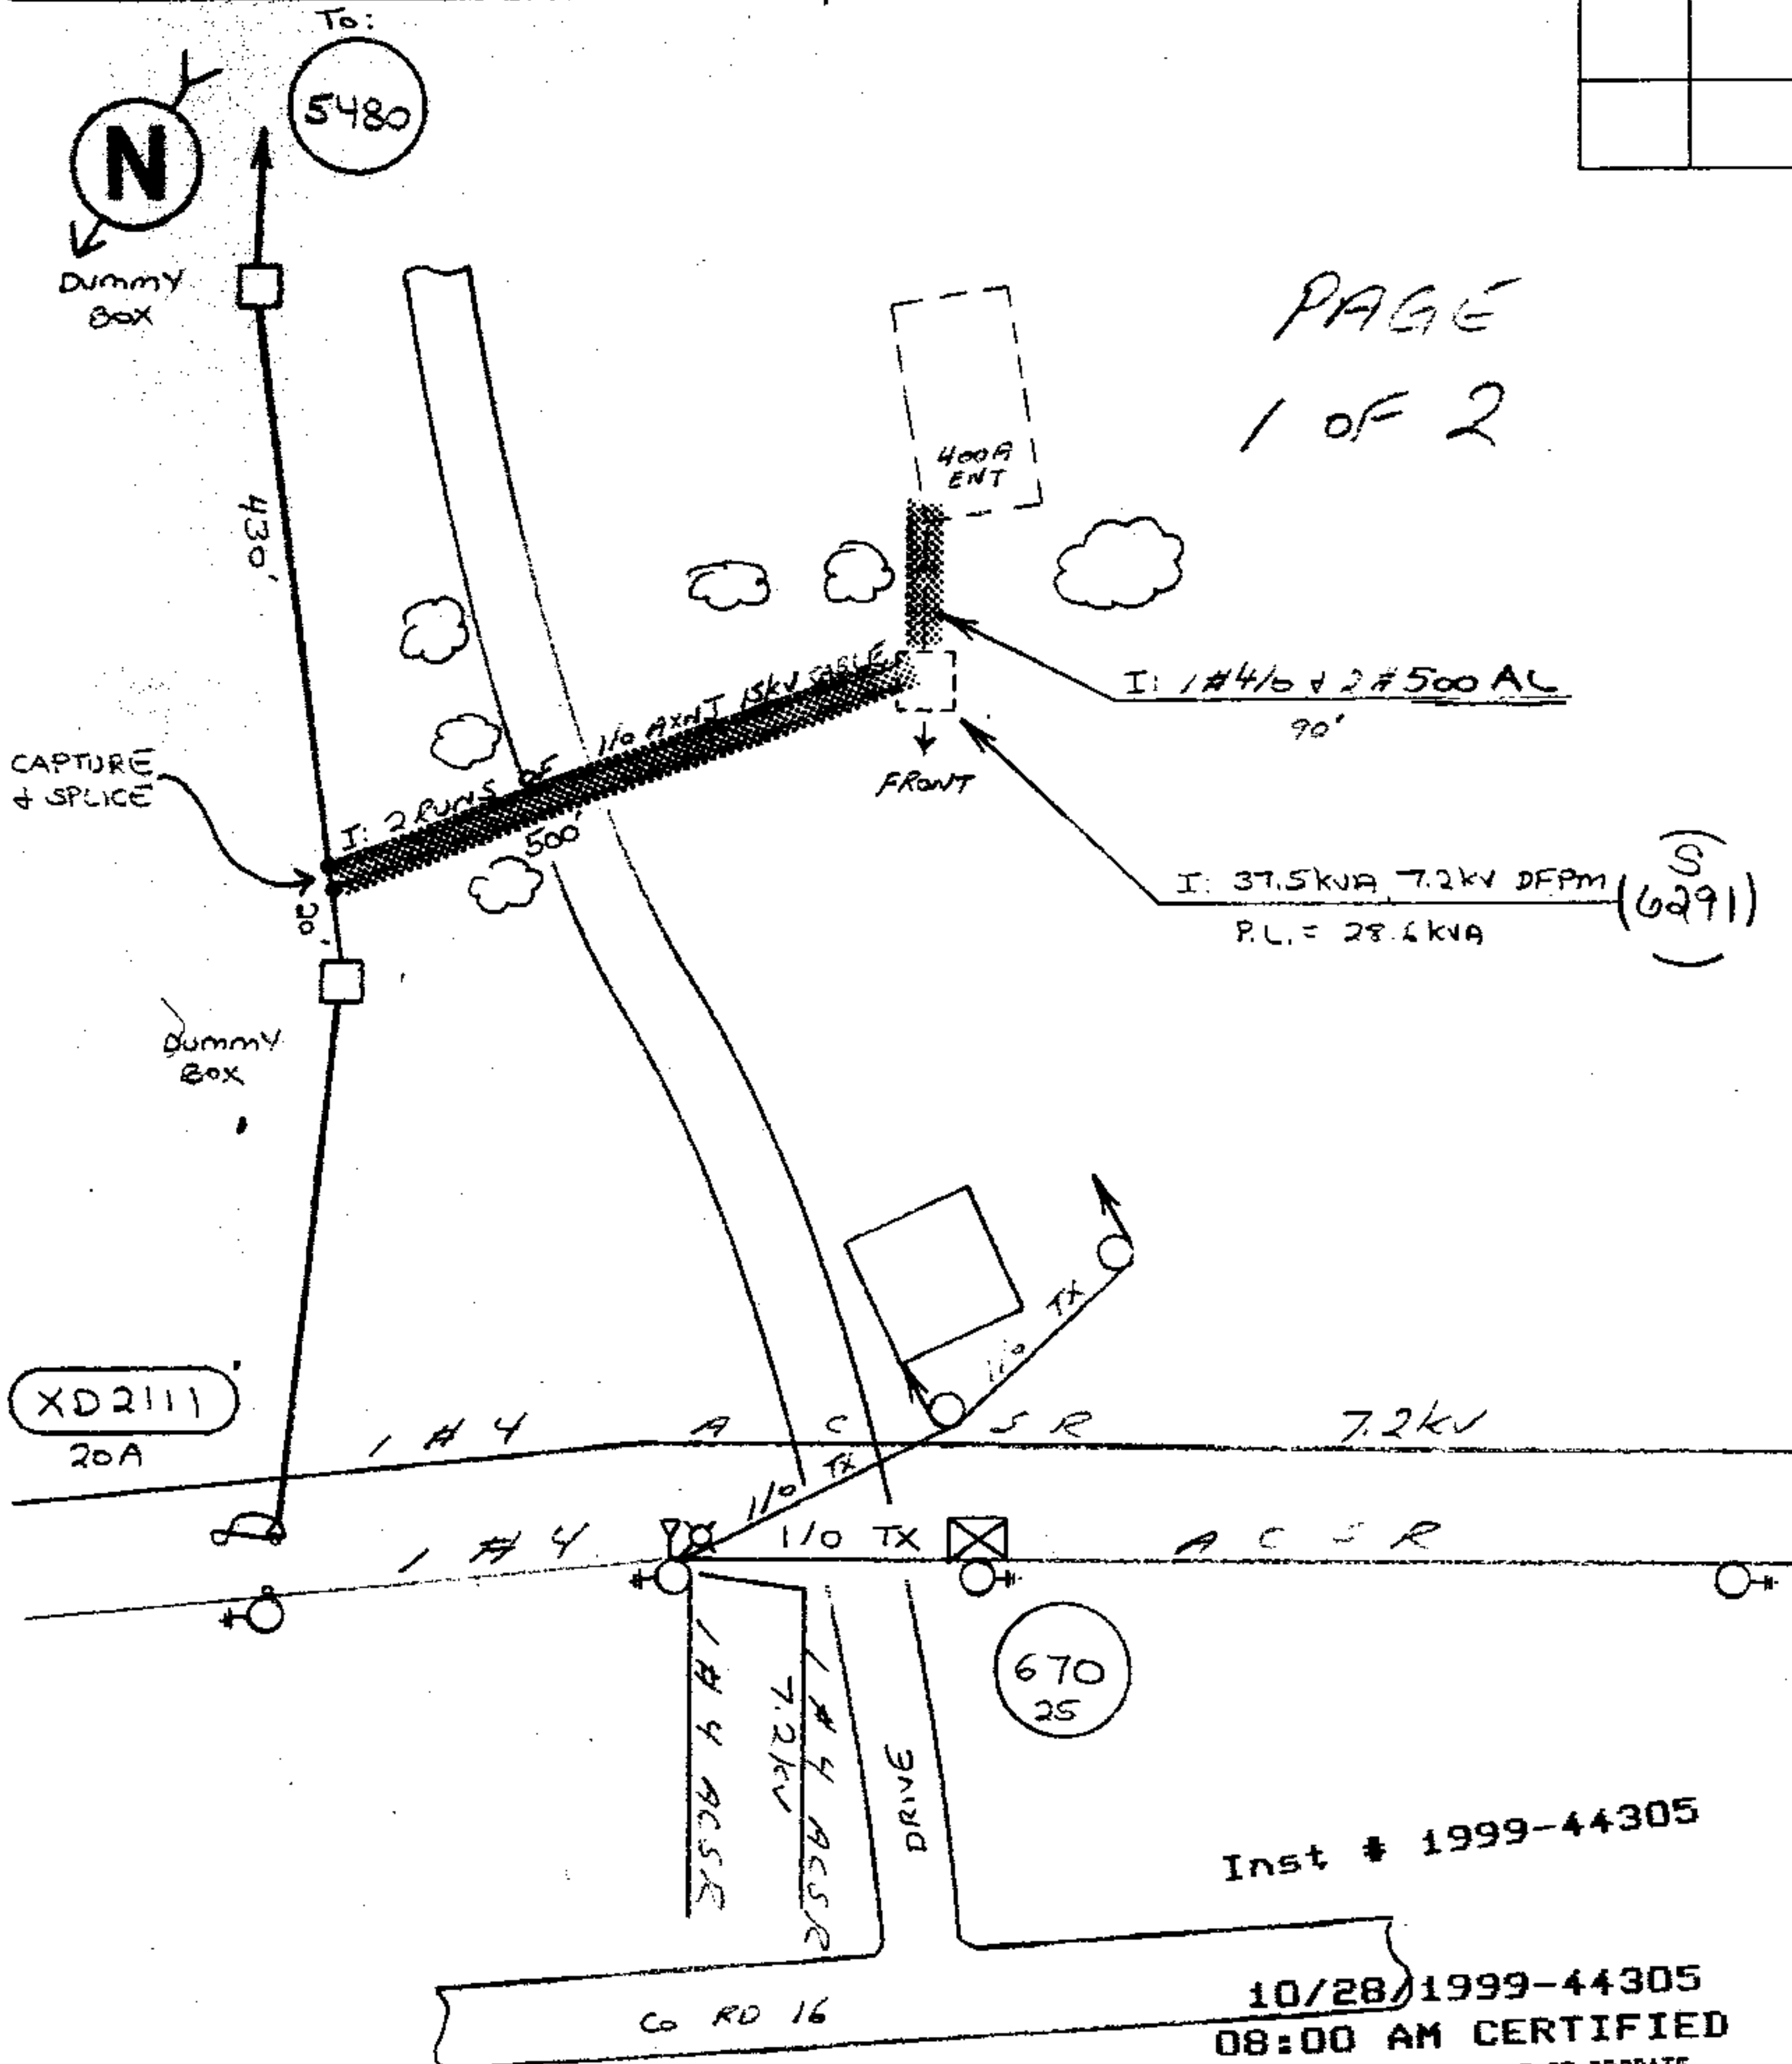 To:
5480
N
DUMMY
BOX
PAGE
1 OF 2
400A
ENT
430'
I: 1#4/0 & 2#500 AL
90'
I: 2 RUNS OF 1/0 AXNJ 15KV CABLE
500'
CAPTURE
& SPLICE
FRONT
20'
I: 37.5KVA, 7.2KV DFPM
P.L. = 28.6 KVA
S
(6291)
DUMMY
BOX
XD2111
20A
1/0 TX
1 #4 ACSR 7.2KV
1/0 TX
1 #4 1/0 TX ACSR
670
25
1 #4 ACSR
7.2KV
1 #4 ACSR
DRIVE
Inst # 1999-44305
Co RD 16
10/28/1999-44305
08:00 AM CERTIFIED